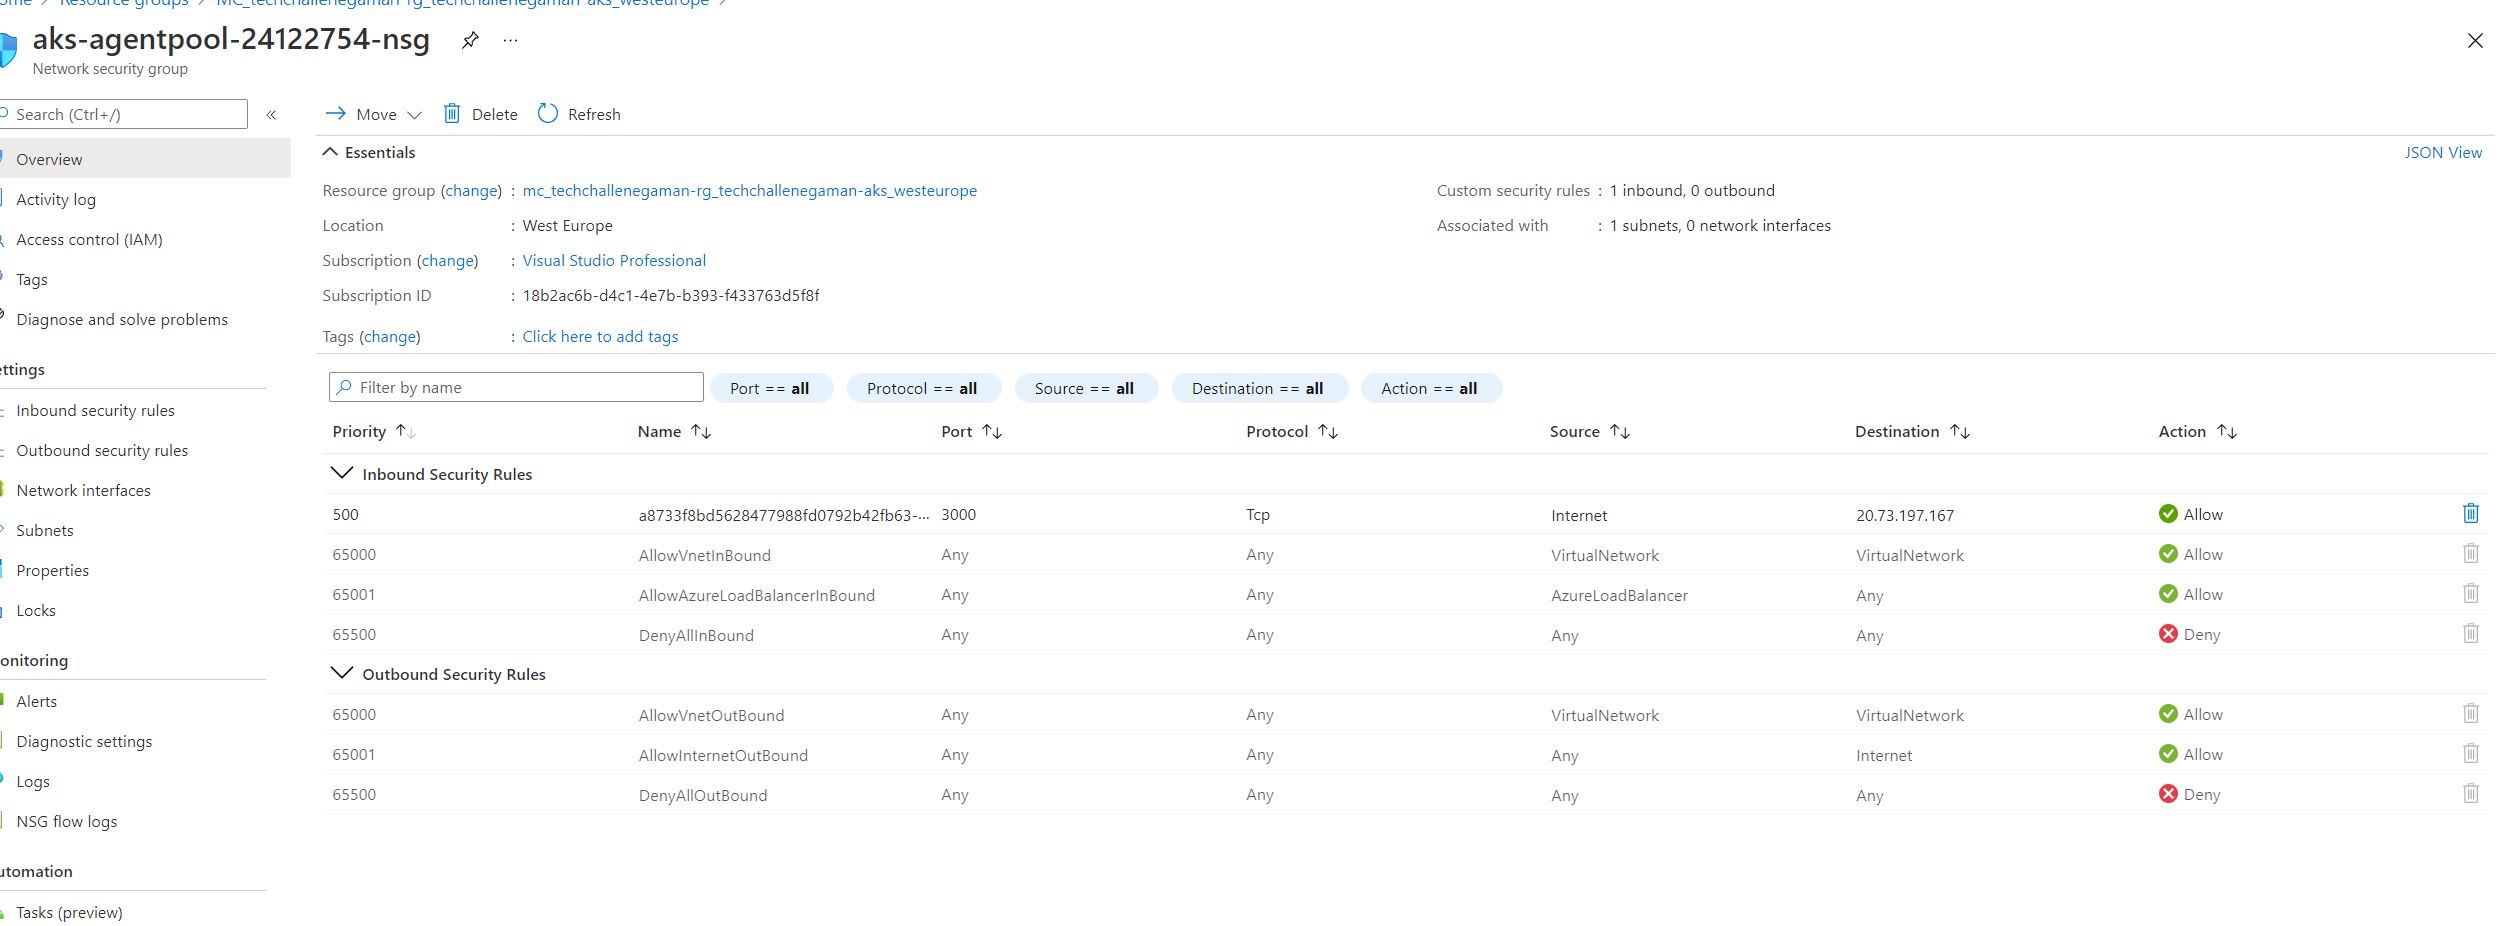 Resource groups > MC_techchallenegaman-rg_techchallenegaman-aks_westeurope >
aks-agentpool-24122754-nsg
Network security group
Search (Ctrl+/)
«
Overview
Activity log
Access control (IAM)
Tags
Diagnose and solve problems
ettings
Inbound security rules
Outbound security rules
Network interfaces
Subnets
Properties
Locks
onitoring
Alerts
Diagnostic settings
Logs
NSG flow logs
utomation
Tasks (preview)
Move Delete Refresh
Essentials JSON View
Resource group (change) : mc_techchallenegaman-rg_techchallenegaman-aks_westeurope
Location : West Europe
Subscription (change) : Visual Studio Professional
Subscription ID : 18b2ac6b-d4c1-4e7b-b393-f433763d5f8f
Tags (change) : Click here to add tags
Custom security rules : 1 inbound, 0 outbound
Associated with : 1 subnets, 0 network interfaces
Filter by name Port == all Protocol == all Source == all Destination == all Action == all
Priority Name Port Protocol Source Destination Action
Inbound Security Rules
500 a8733f8bd5628477988fd0792b42fb63-... 3000 Tcp Internet 20.73.197.167 Allow
65000 AllowVnetInBound Any Any VirtualNetwork VirtualNetwork Allow
65001 AllowAzureLoadBalancerInBound Any Any AzureLoadBalancer Any Allow
65500 DenyAllInBound Any Any Any Any Deny
Outbound Security Rules
65000 AllowVnetOutBound Any Any VirtualNetwork VirtualNetwork Allow
65001 AllowInternetOutBound Any Any Any Internet Allow
65500 DenyAllOutBound Any Any Any Any Deny